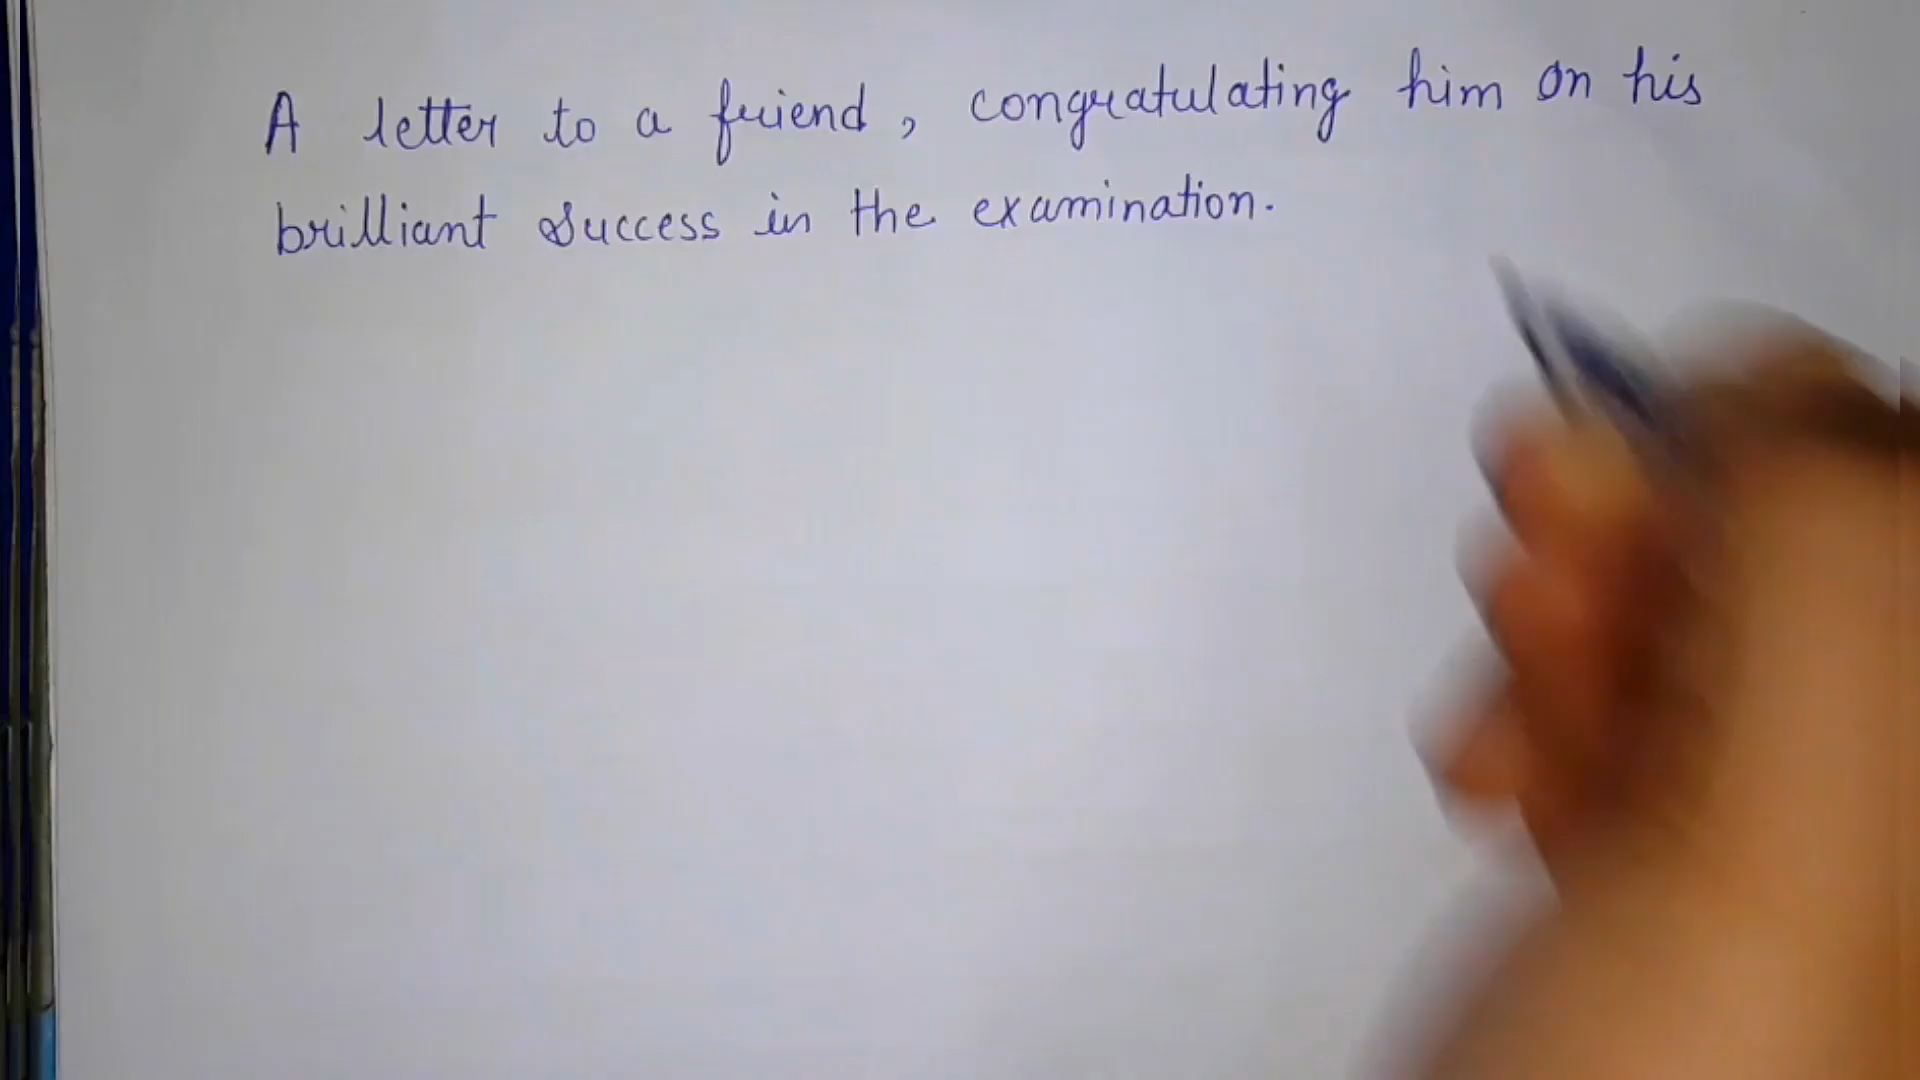 A letter to a friend, congratulating him on his
brilliant success in the examination.